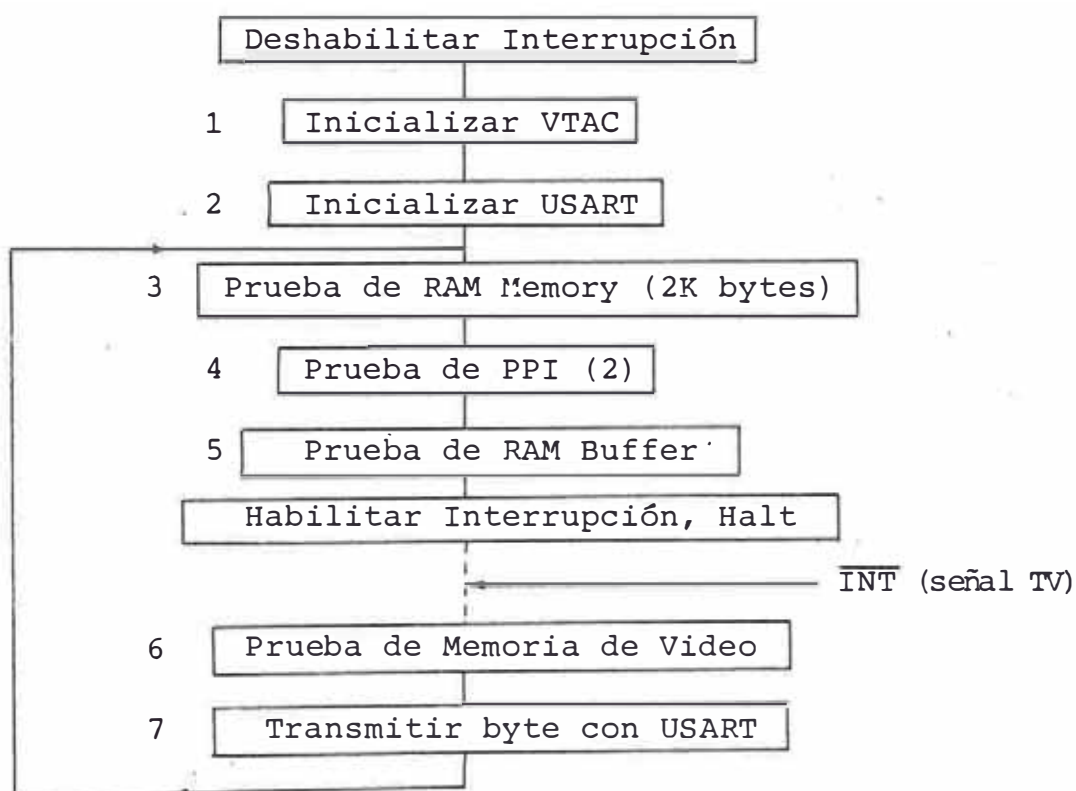 Deshabilitar Interrupción
1 Inicializar VTAC
2 Inicializar USART
3 Prueba de RAM Memory (2K bytes)
4 Prueba de PPI (2)
5 Prueba de RAM Buffer
Habilitar Interrupción, Halt
INT (señal TV)
6 Prueba de Memoria de Video
7 Transmitir byte con USART